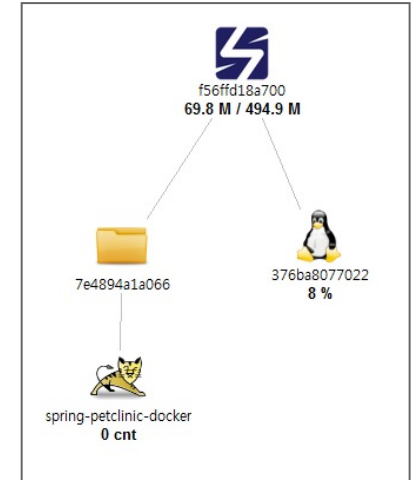 f56ffd18a700
69.8 M / 494.9 M
7e4894a1a066
376ba8077022
8 %
spring-petclinic-docker
0 cnt